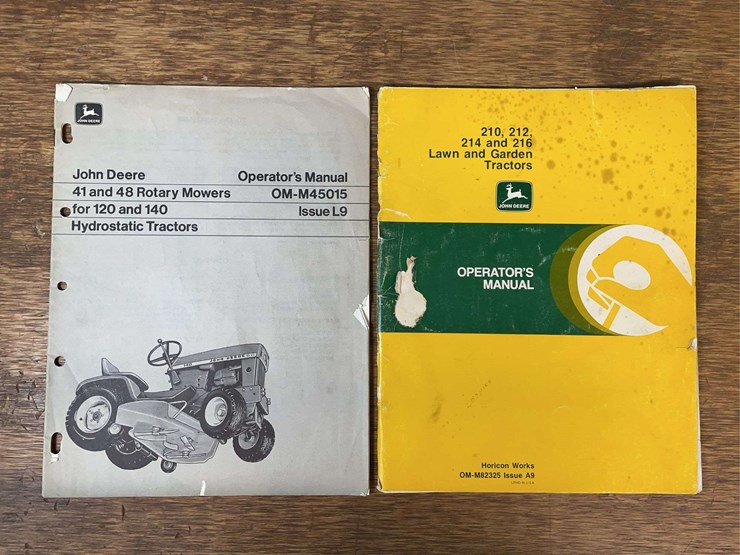 JOHN DEERE
John Deere
41 and 48 Rotary Mowers
for 120 and 140
Hydrostatic Tractors
Operator's Manual
OM-M45015
Issue L9
JOHN DEERE
210, 212,
214 and 216
Lawn and Garden
Tractors
JOHN DEERE
OPERATOR'S
MANUAL
Horicon Works
OM-M82325 Issue A9